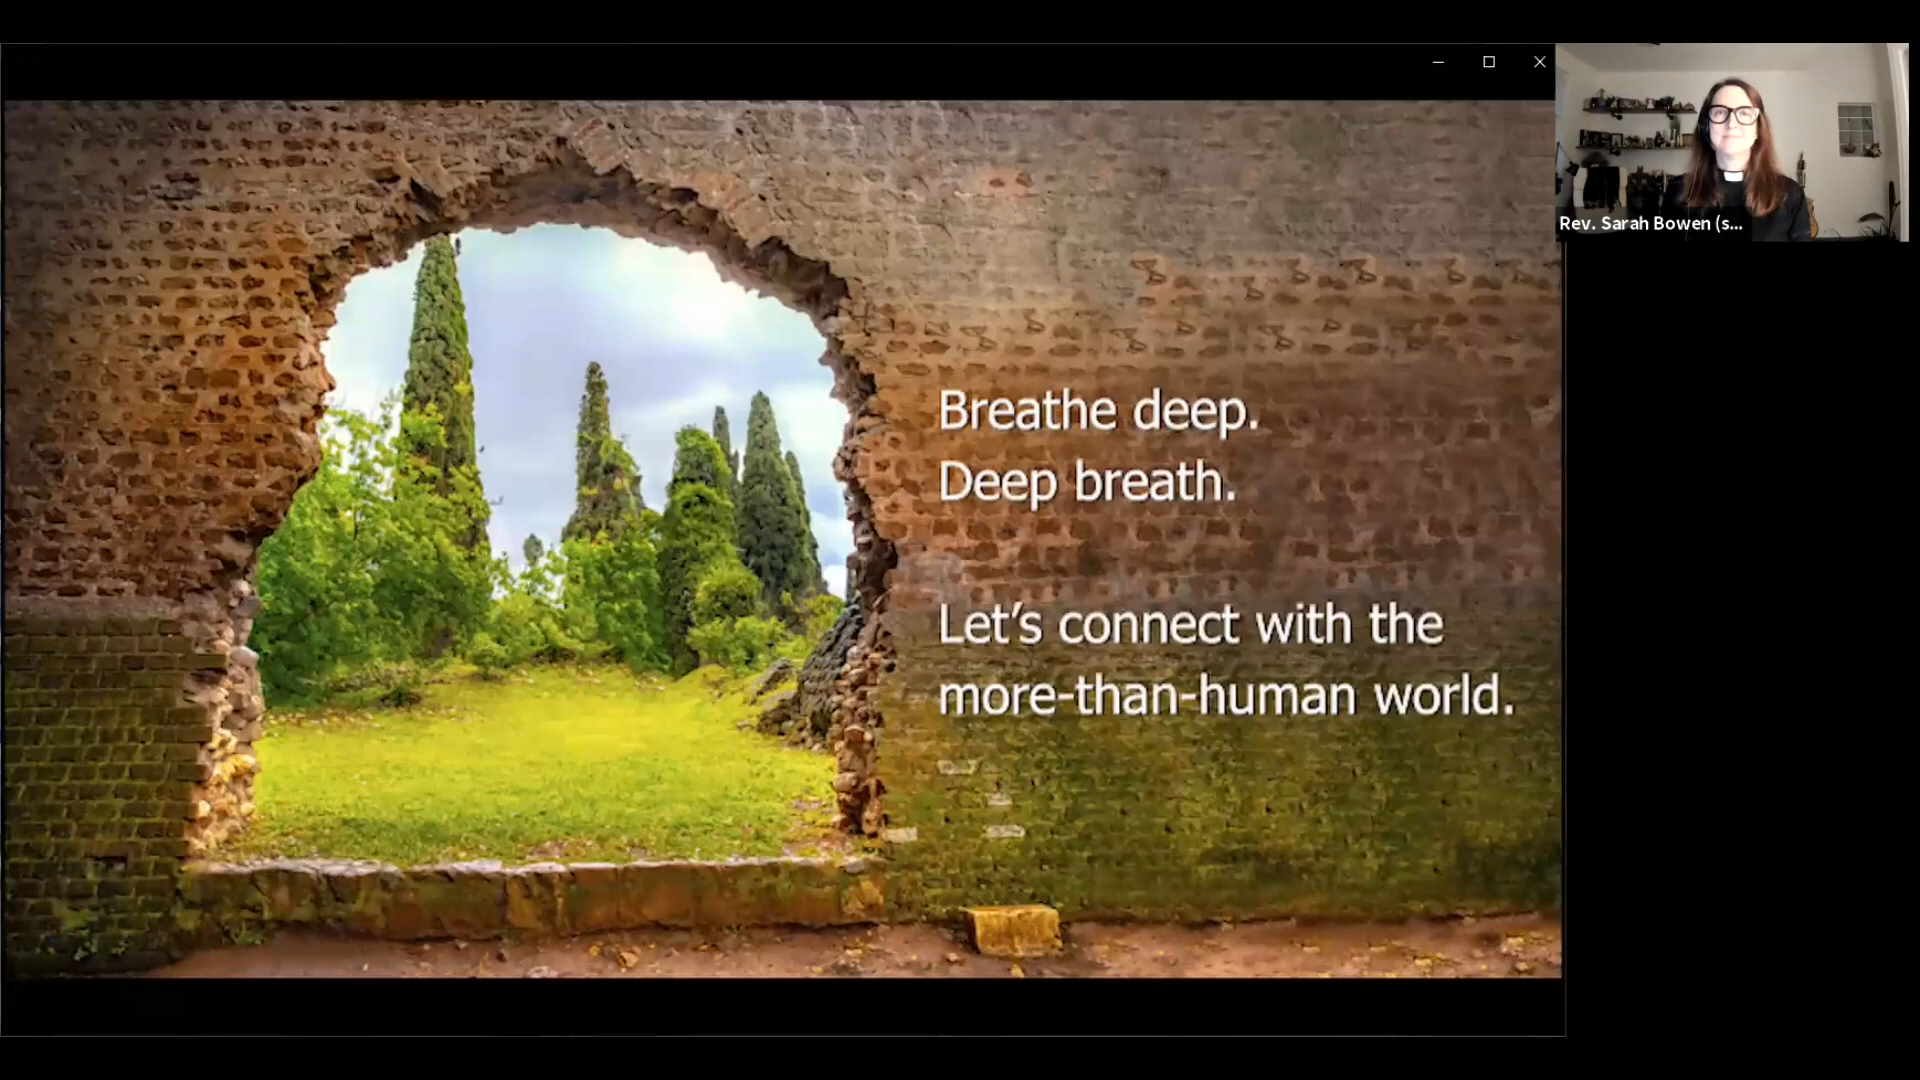 Rev. Sarah Bowen (s...
Breathe deep.
Deep breath.
Let's connect with the
more-than-human world.